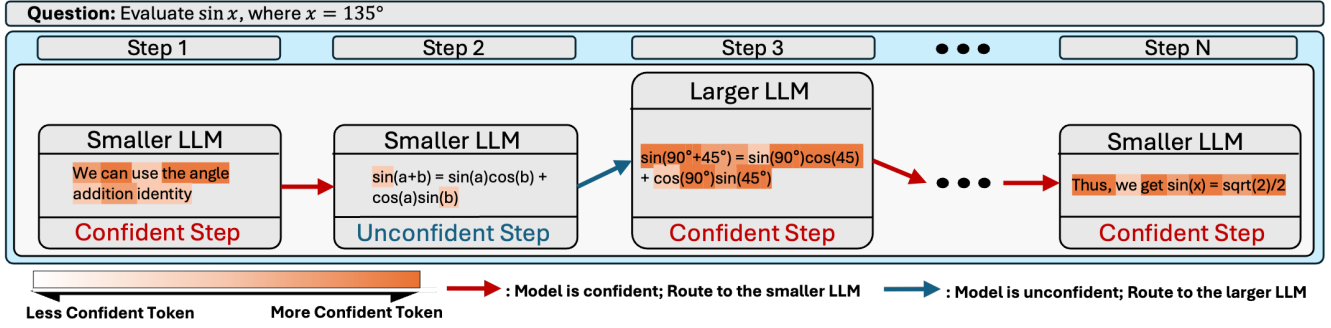 Question: Evaluate sin x, where x = 135°
Step 1
Step 2
Step 3
Step N
Smaller LLM
We can use the angle
addition identity
Confident Step
Smaller LLM
sin(a+b) = sin(a)cos(b) +
cos(a)sin(b)
Unconfident Step
Larger LLM
sin(90°+45°) = sin(90°)cos(45)
+ cos(90°)sin(45°)
Confident Step
Smaller LLM
Thus, we get sin(x) = sqrt(2)/2
Confident Step
Less Confident Token
More Confident Token
: Model is confident; Route to the smaller LLM
: Model is unconfident; Route to the larger LLM